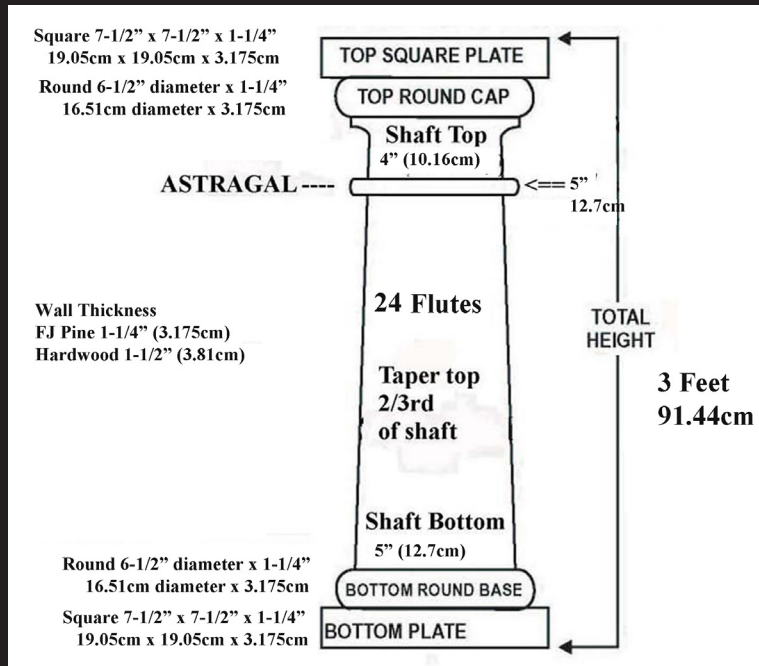 Square 7-1/2” x 7-1/2” x 1-1/4”
19.05cm x 19.05cm x 3.175cm
TOP SQUARE PLATE
Round 6-1/2” diameter x 1-1/4”
16.51cm diameter x 3.175cm
TOP ROUND CAP
Shaft Top
4” (10.16cm)
ASTRAGAL ----
<== 5”
12.7cm
24 Flutes
Wall Thickness
FJ Pine 1-1/4” (3.175cm)
Hardwood 1-1/2” (3.81cm)
TOTAL
HEIGHT
3 Feet
91.44cm
Taper top
2/3rd
of shaft
Shaft Bottom
5” (12.7cm)
Round 6-1/2” diameter x 1-1/4”
16.51cm diameter x 3.175cm
BOTTOM ROUND BASE
Square 7-1/2” x 7-1/2” x 1-1/4”
19.05cm x 19.05cm x 3.175cm
BOTTOM PLATE